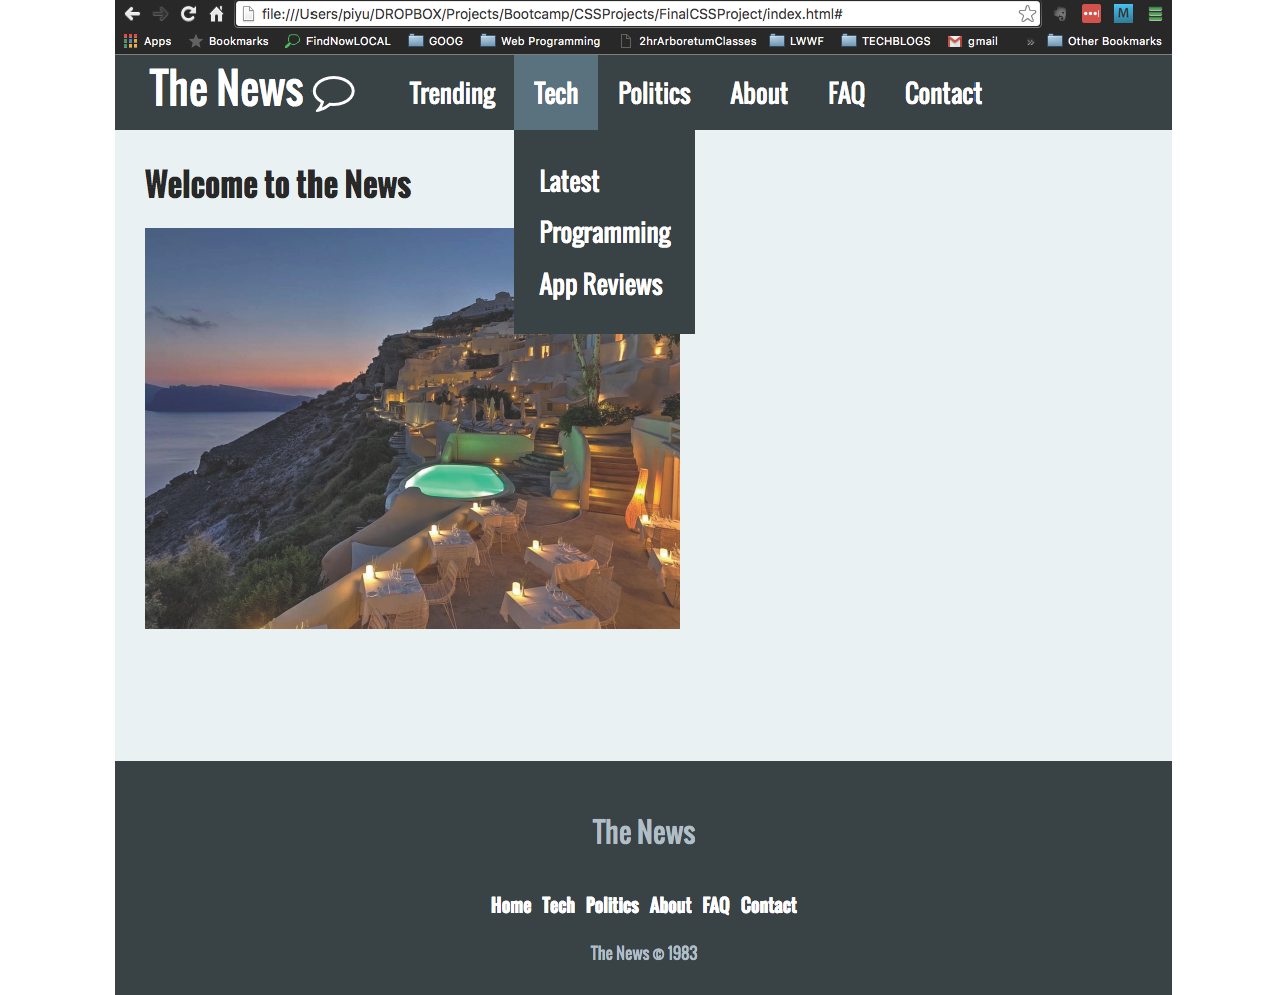 file:///Users/piyu/DROPBOX/Projects/Bootcamp/CSSProjects/FinalCSSProject/index.html#
M
Apps Bookmarks FindNowLOCAL GOOG Web Programming 2hrArboretumClasses LWWF TECHBLOGS gmail » Other Bookmarks
The News Trending Tech Politics About FAQ Contact
Latest
Programming
App Reviews
Welcome to the News
The News
Home Tech Politics About FAQ Contact
The News © 1983